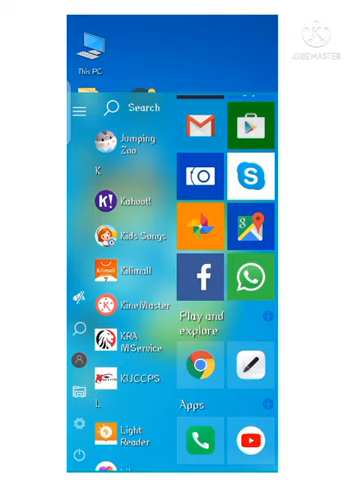 KINEMASTER
This PC
Search
Jumping
Zoo
K
Kahoot!
Kids Songs
Kilimall
KineMaster
KRA
MService
KUCCPS
Play and
explore
L
Apps
Light
Reader